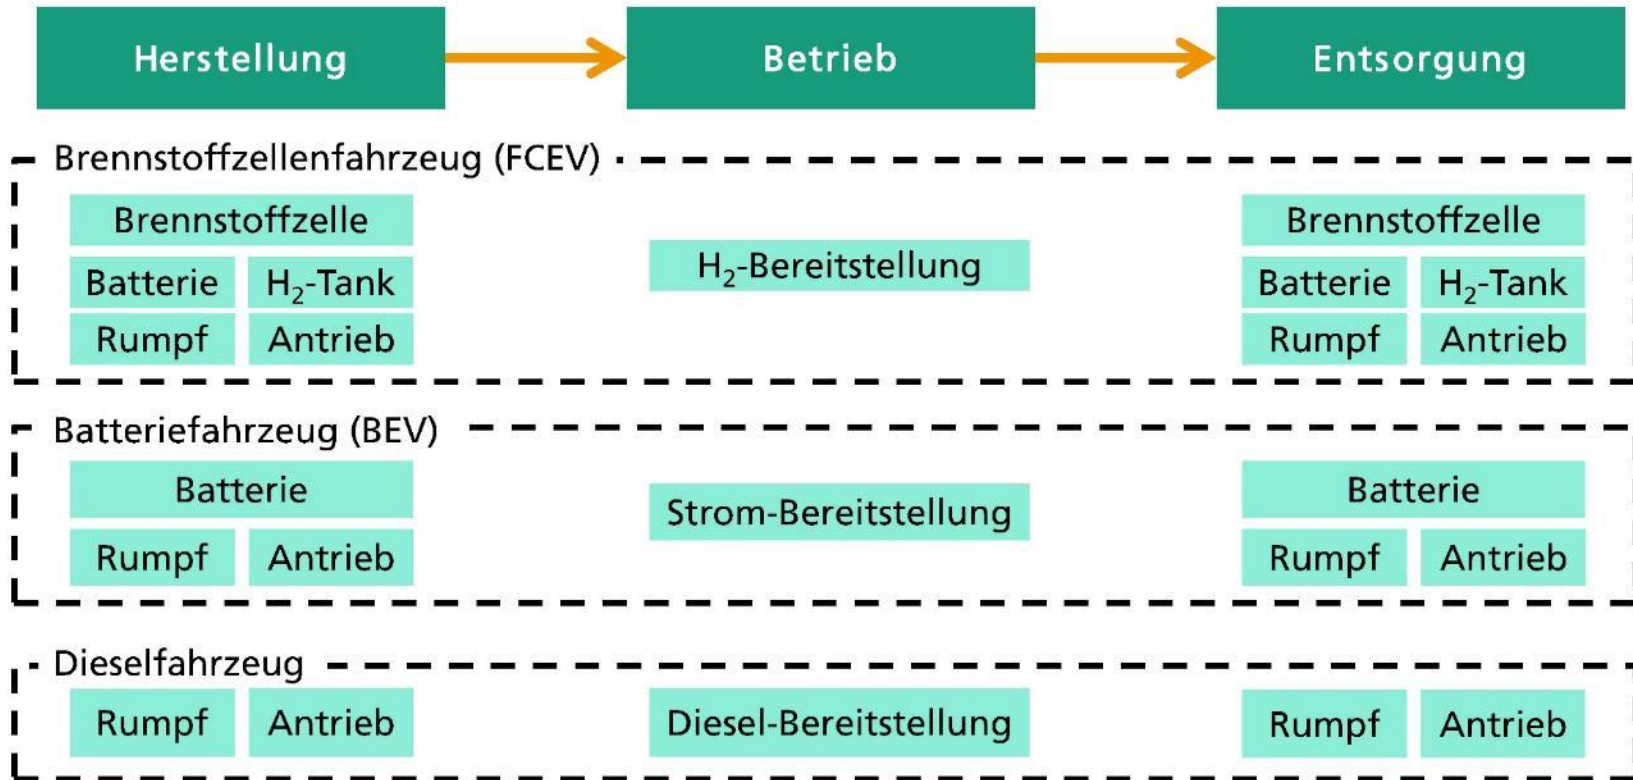 Herstellung
Betrieb
Entsorgung
Brennstoffzellenfahrzeug (FCEV)
Brennstoffzelle
Batterie
H₂-Tank
Rumpf
Antrieb
H₂-Bereitstellung
Brennstoffzelle
Batterie
H₂-Tank
Rumpf
Antrieb
Batteriefahrzeug (BEV)
Batterie
Rumpf
Antrieb
Strom-Bereitstellung
Batterie
Rumpf
Antrieb
Dieselfahrzeug
Rumpf
Antrieb
Diesel-Bereitstellung
Rumpf
Antrieb